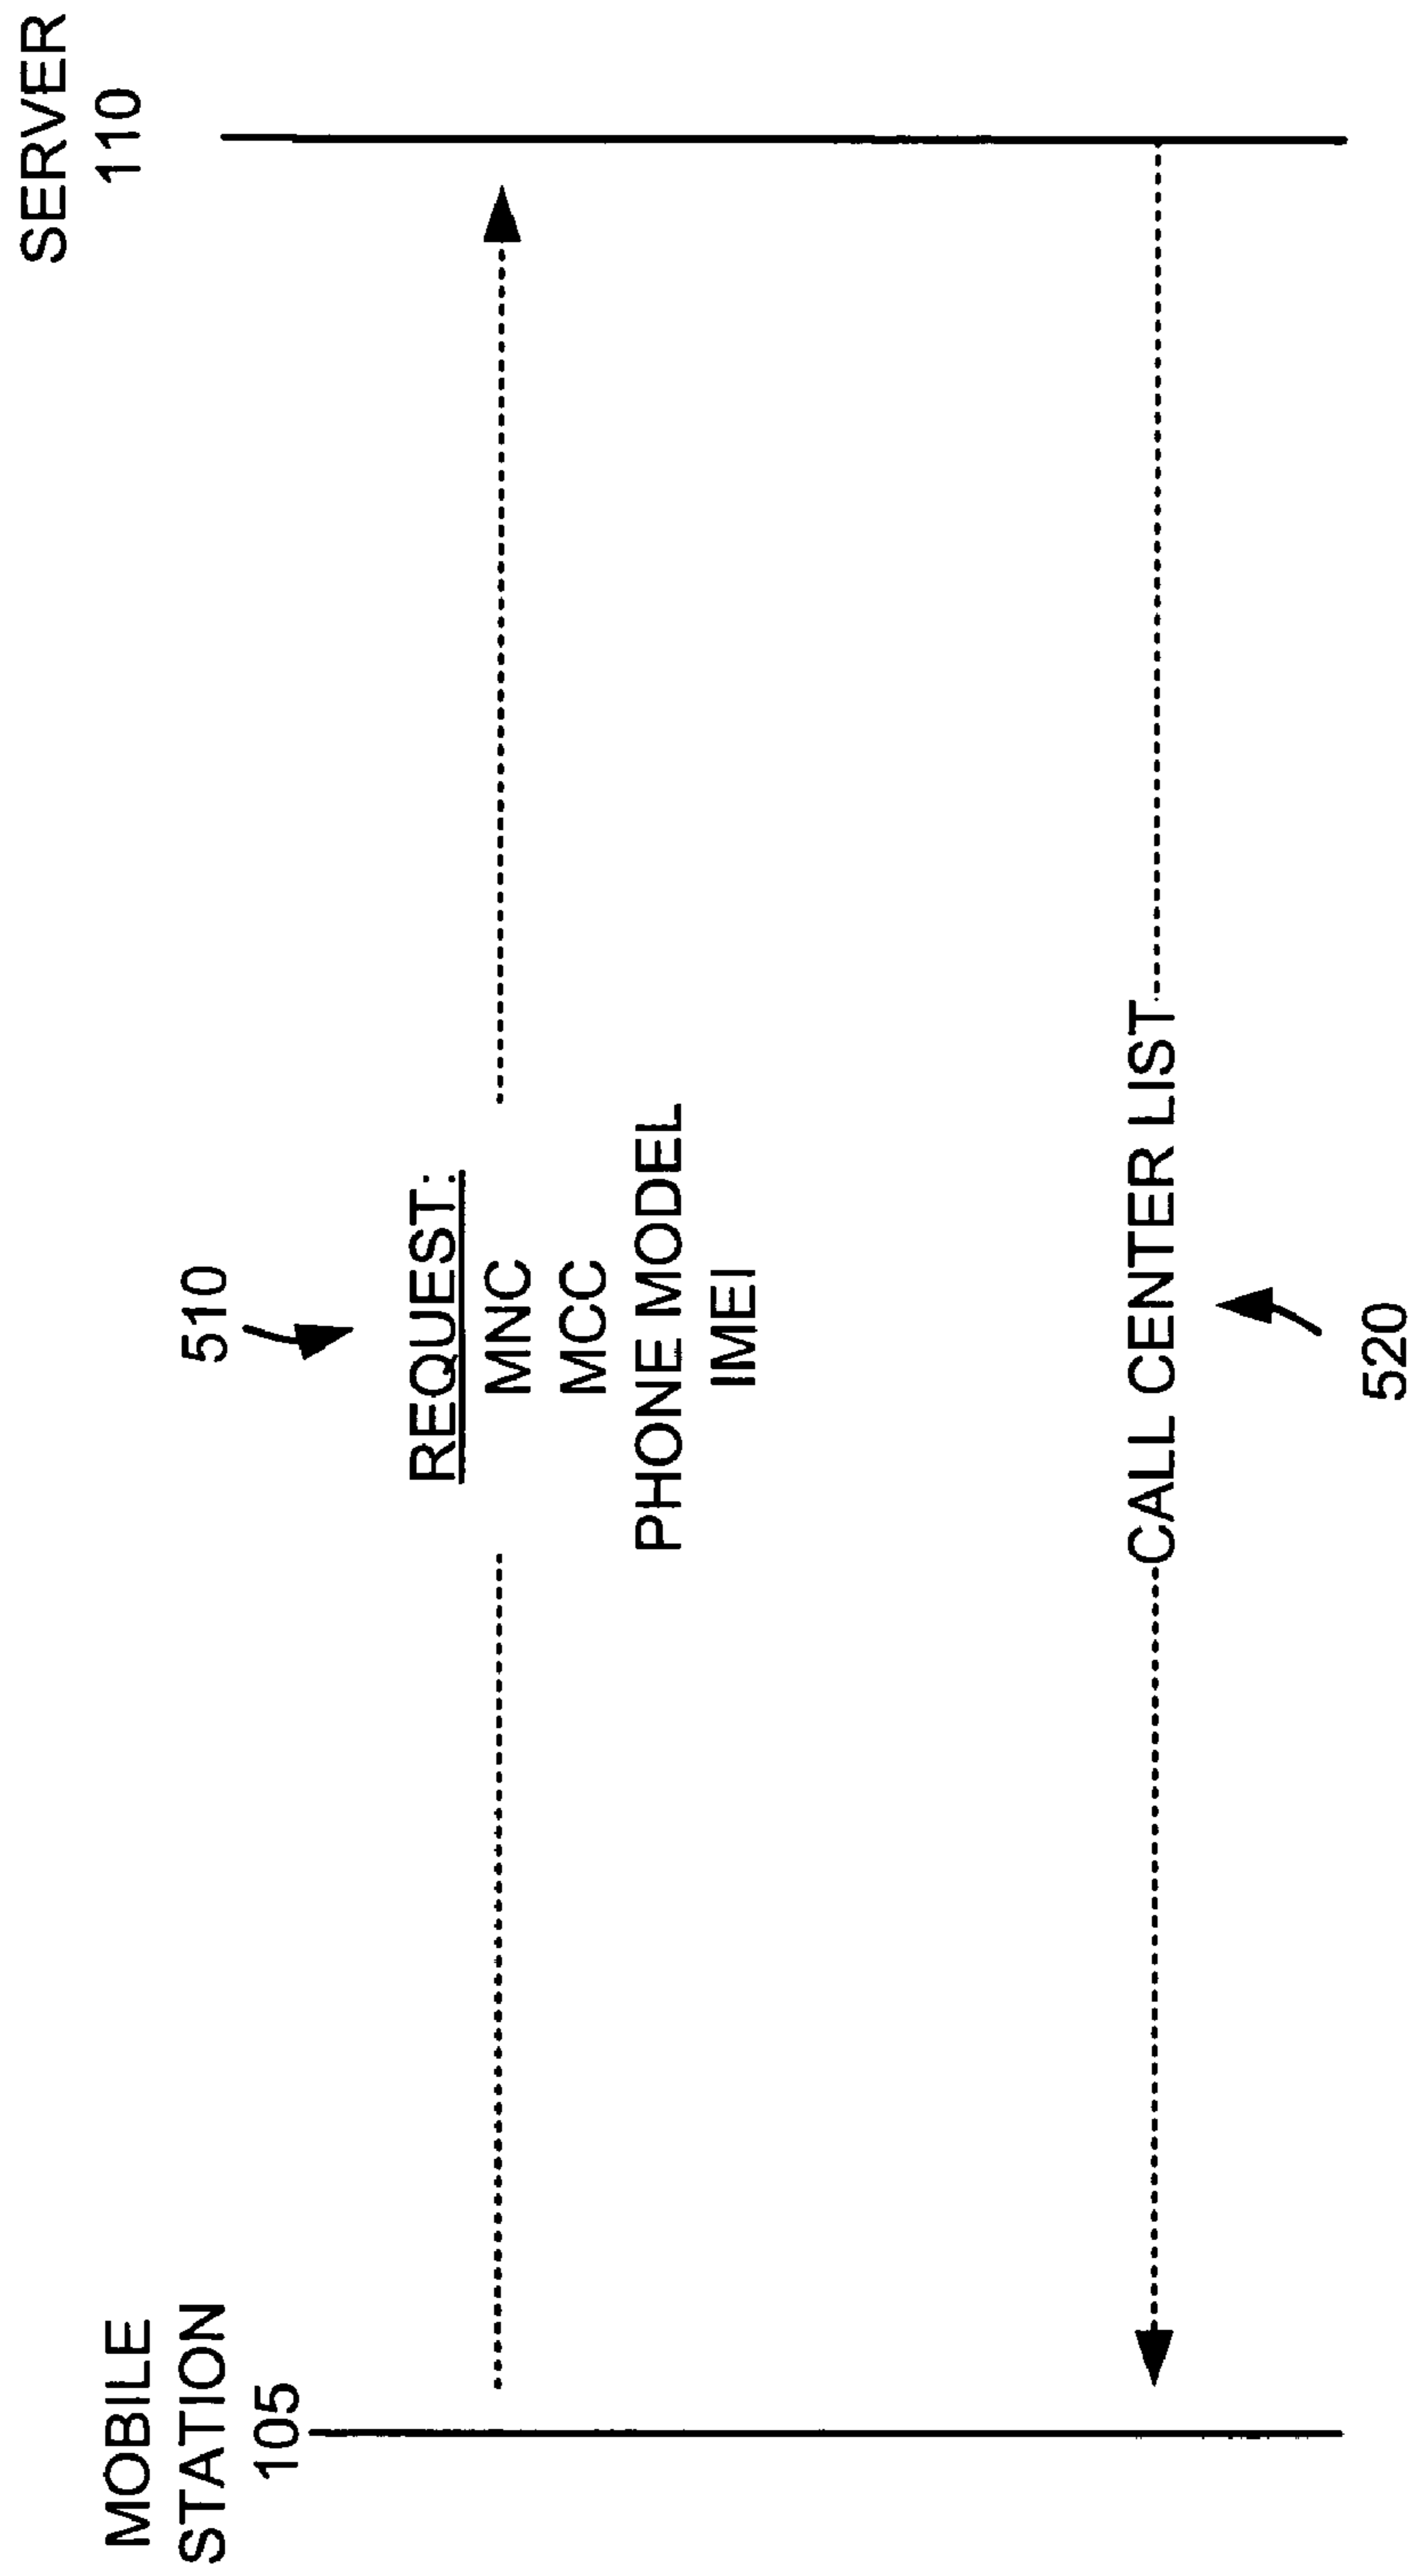 MOBILE
STATION
105
SERVER
110
510
REQUEST:
MNC
MCC
PHONE MODEL
IMEI
CALL CENTER LIST
520